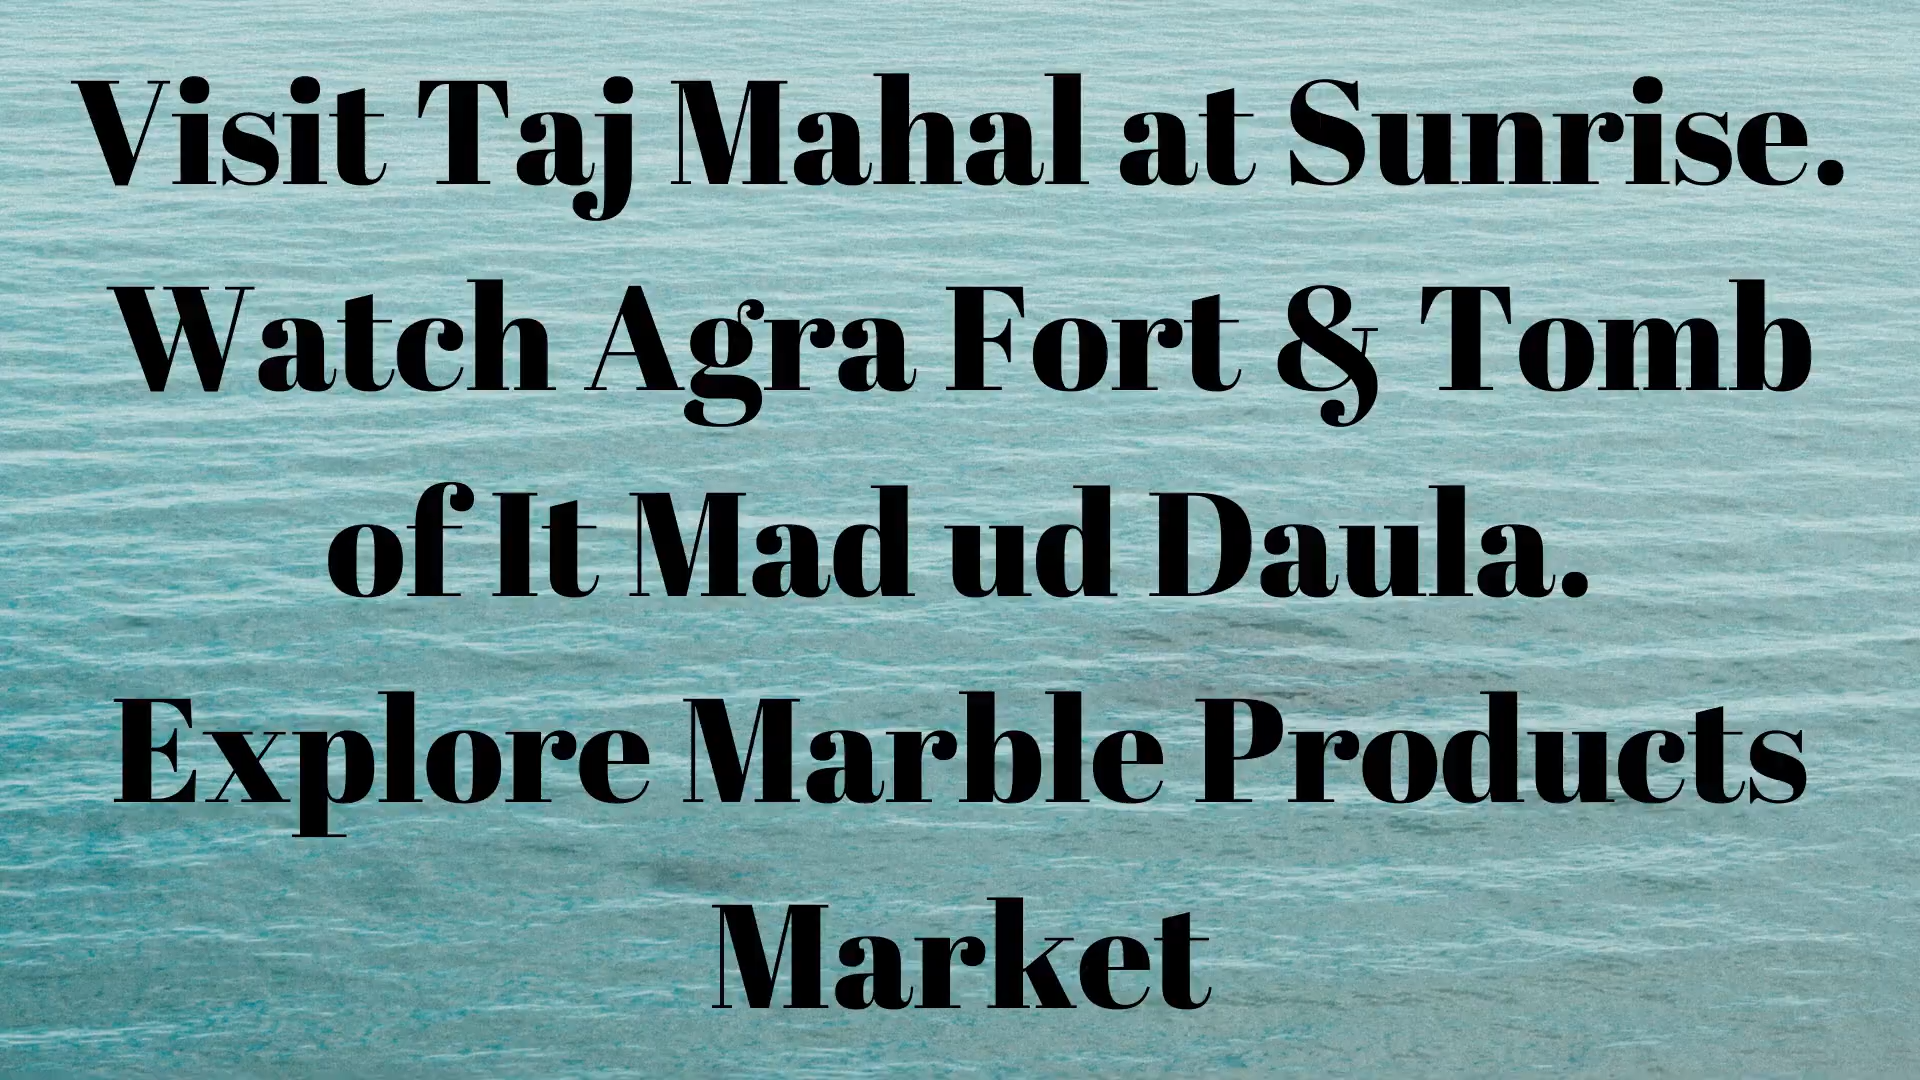 Visit Taj Mahal at Sunrise.
Watch Agra Fort & Tomb
of It Mad ud Daula.
Explore Marble Products
Market